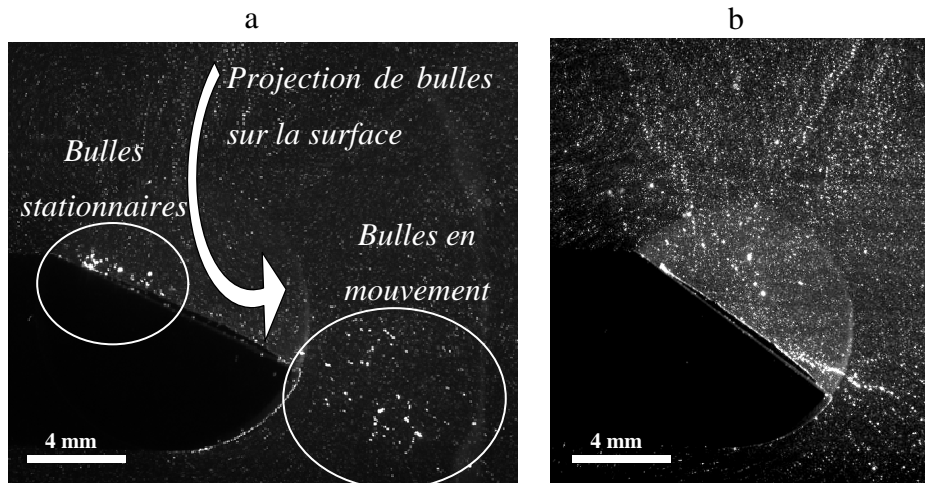 a
b
Projection de bulles
sur la surface
Bulles
stationnaires
Bulles en
mouvement
4 mm
4 mm